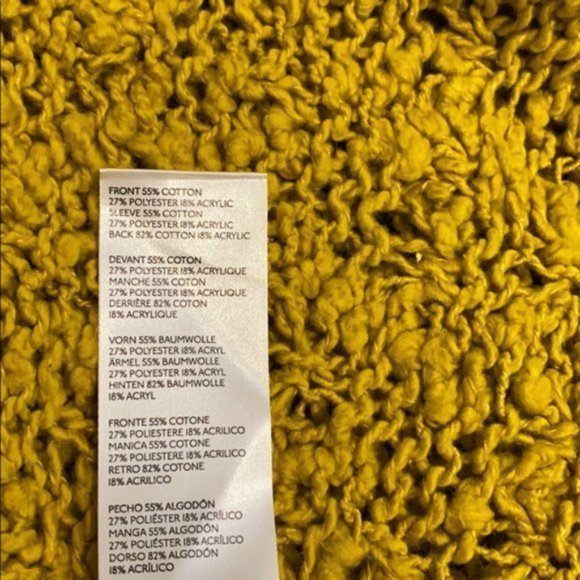 FRONT 55% COTTON
27% POLYESTER 18% ACRYLIC
SLEEVE 55% COTTON
27% POLYESTER 18% ACRYLIC
BACK 82% COTTON 18% ACRYLIC
DEVANT 55% COTON
27% POLYESTER 18% ACRYLIQUE
MANCHE 55% COTON
27% POLYESTER 18% ACRYLIQUE
DERRIÈRE 82% COTON
18% ACRYLIQUE
VORN 55% BAUMWOLLE
27% POLYESTER 18% ACRYL
ÄRMEL 55% BAUMWOLLE
27% POLYESTER 18% ACRYL
HINTEN 82% BAUMWOLLE
18% ACRYL
FRONTE 55% COTONE
27% POLIESTERE 18% ACRILICO
MANICA 55% COTONE
27% POLIESTERE 18% ACRILICO
RETRO 82% COTONE
18% ACRILICO
PECHO 55% ALGODÓN
27% POLIÉSTER 18% ACRÍLICO
MANGA 55% ALGODÓN
27% POLIÉSTER 18% ACRÍLICO
DORSO 82% ALGODÓN
18% ACRÍLICO